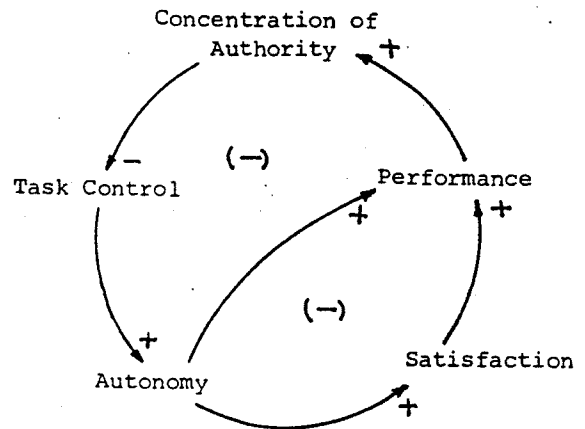 Concentration of
Authority
+
−
(−)
Task Control
Performance
+
+
(−)
+
Satisfaction
Autonomy
+